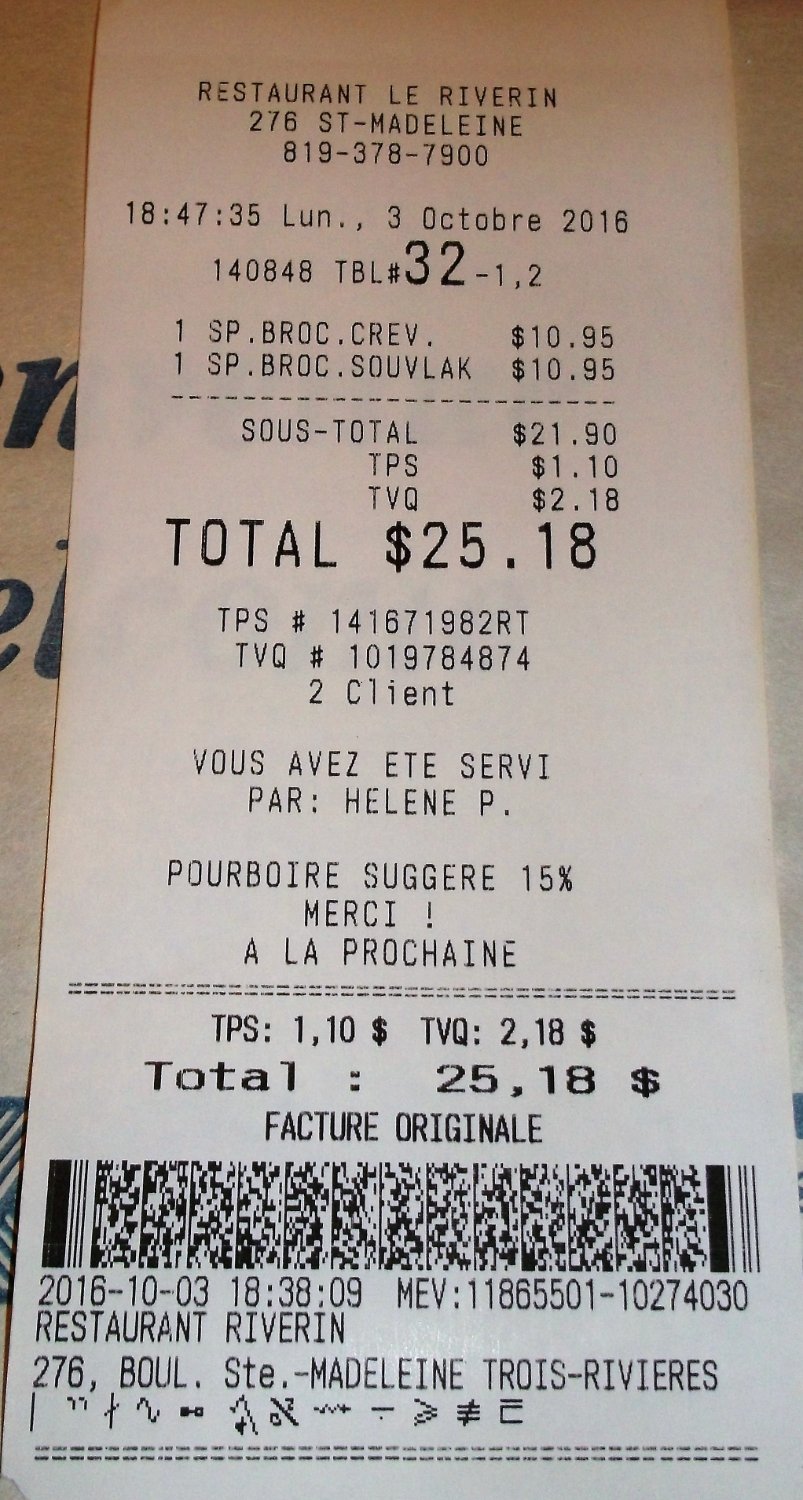 RESTAURANT LE RIVERIN
276 ST-MADELEINE
819-378-7900
18:47:35 Lun., 3 Octobre 2016
140848 TBL#32-1,2
1 SP.BROC.CREV. $10.95
1 SP.BROC.SOUVLAK $10.95
SOUS-TOTAL $21.90
TPS $1.10
TVQ $2.18
TOTAL $25.18
TPS # 141671982RT
TVQ # 1019784874
2 Client
VOUS AVEZ ETE SERVI
PAR: HELENE P.
POURBOIRE SUGGERE 15%
MERCI !
A LA PROCHAINE
TPS: 1,10 $ TVQ: 2,18 $
Total : 25,18 $
FACTURE ORIGINALE
2016-10-03 18:38:09 MEV:11865501-10274030
RESTAURANT RIVERIN
276, BOUL. Ste.-MADELEINE TROIS-RIVIERES